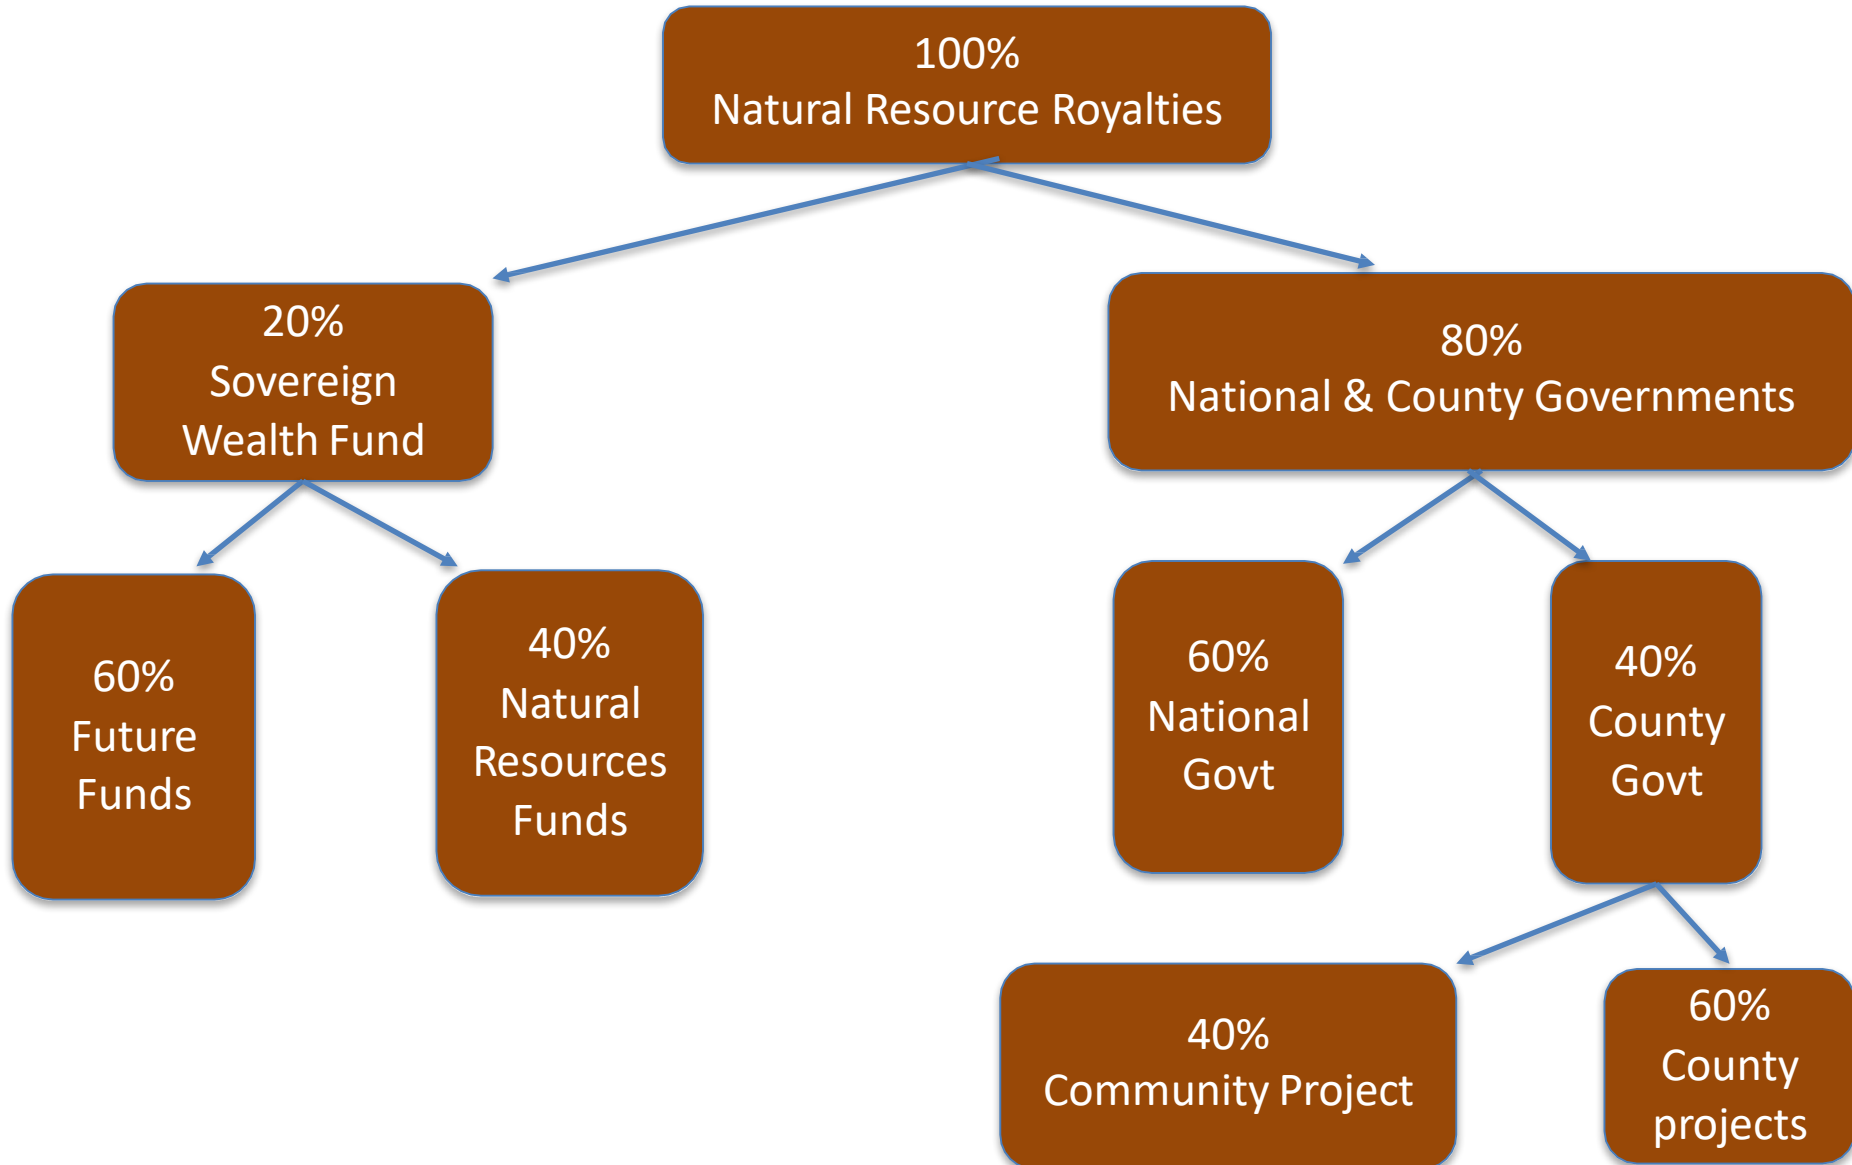 100%
Natural Resource Royalties
20%
Sovereign
Wealth Fund
80%
National & County Governments
60%
Future
Funds
40%
Natural
Resources
Funds
60%
National
Govt
40%
County
Govt
40%
Community Project
60%
County
projects